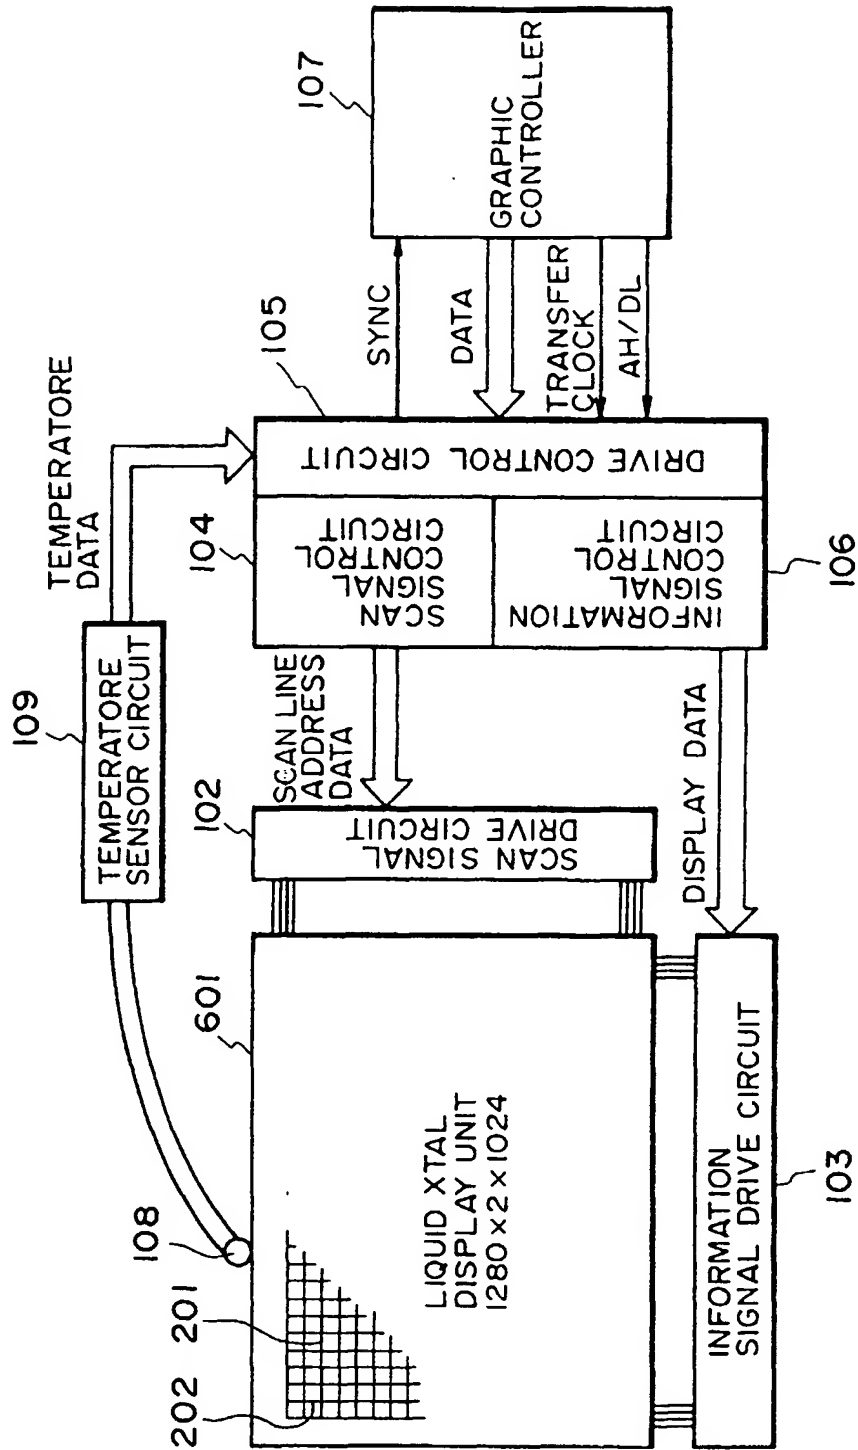 109
TEMPERATORE
SENSOR CIRCUIT
TEMPERATORE
DATA
108
601
202
201
LIQUID XTAL
DISPLAY UNIT
1280×2×1024
102
SCAN SIGNAL
DRIVE CIRCUIT
SCAN LINE
ADDRESS
DATA
104
SCAN
SIGNAL
CONTROL
CIRCUIT
105
DRIVE CONTROL CIRCUIT
INFORMATION
SIGNAL
CONTROL
CIRCUIT
106
SYNC
DATA
TRANSFER
CLOCK
AH/DL
107
GRAPHIC
CONTROLLER
DISPLAY DATA
INFORMATION
SIGNAL DRIVE CIRCUIT
103